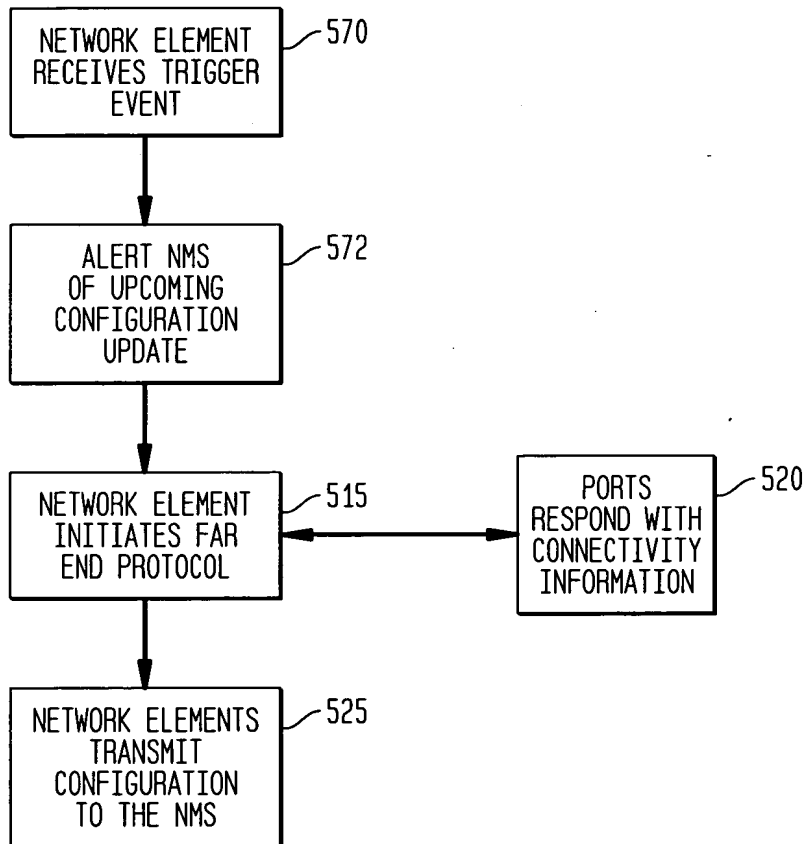 NETWORK ELEMENT
RECEIVES TRIGGER
EVENT
570
ALERT NMS
OF UPCOMING
CONFIGURATION
UPDATE
572
NETWORK ELEMENT
INITIATES FAR
END PROTOCOL
515
PORTS
RESPOND WITH
CONNECTIVITY
INFORMATION
520
NETWORK ELEMENTS
TRANSMIT
CONFIGURATION
TO THE NMS
525